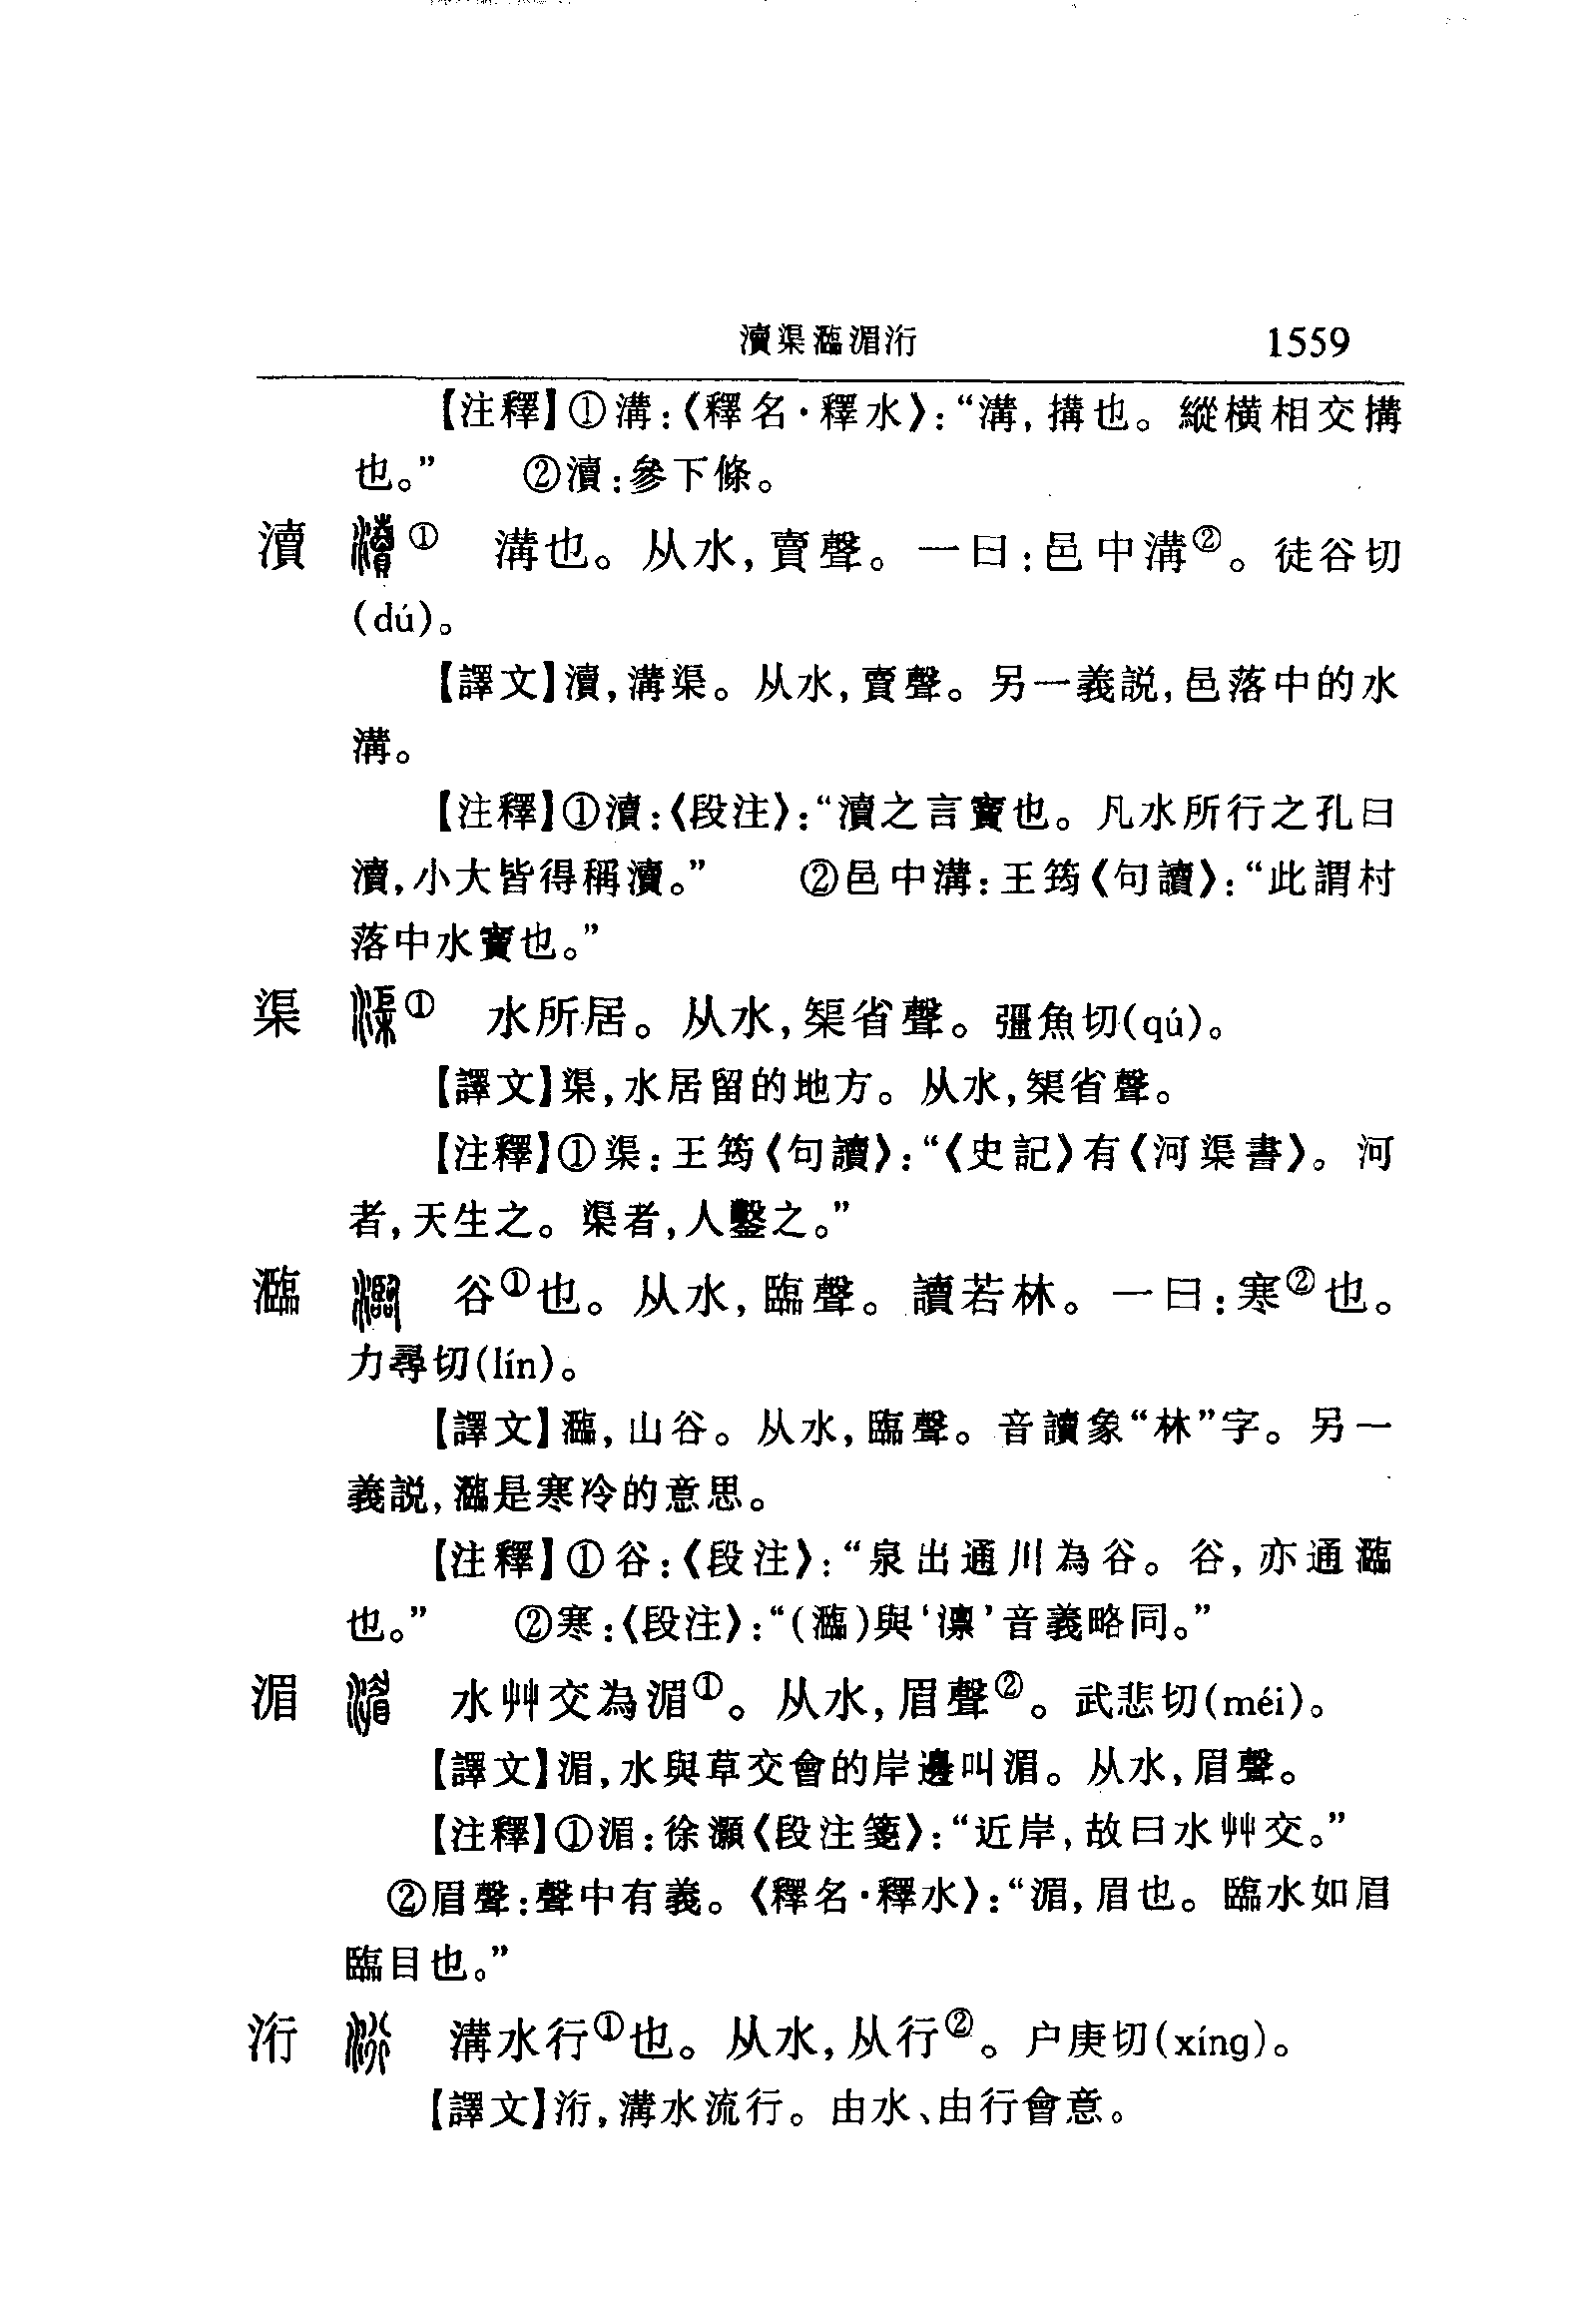 瀆渠瀶湄洐 1559
【注釋】①溝:《釋名·釋水》:“溝,搆也。縱橫相交搆
也。” ②瀆:參下條。
瀆 ① 溝也。从水,賣聲。一曰:邑中溝②。徒谷切
(dú)。
【譯文】瀆,溝渠。从水,賣聲。另一義説,邑落中的水
溝。
【注釋】①瀆:《段注》:“瀆之言竇也。凡水所行之孔曰
瀆,小大皆得稱瀆。” ②邑中溝:王筠《句讀》:“此謂村
落中水竇也。”
渠 ① 水所居。从水,榘省聲。彊魚切(qú)。
【譯文】渠,水居留的地方。从水,榘省聲。
【注釋】①渠:王筠《句讀》:“《史記》有《河渠書》。河
者,天生之。渠者,人鑿之。”
瀶 谷①也。从水,臨聲。讀若林。一曰:寒②也。
力尋切(lín)。
【譯文】瀶,山谷。从水,臨聲。音讀象“林”字。另一
義説,瀶是寒冷的意思。
【注釋】①谷:《段注》:“泉出通川為谷。谷,亦通瀶
也。” ②寒:《段注》:“(瀶)與‘凛’音義略同。”
湄 水艸交為湄①。从水,眉聲②。武悲切(méi)。
【譯文】湄,水與草交會的岸邊叫湄。从水,眉聲。
【注釋】①湄:徐灝《段注箋》:“近岸,故曰水艸交。”
②眉聲:聲中有義。《釋名·釋水》:“湄,眉也。臨水如眉
臨目也。”
洐 溝水行①也。从水,从行②。户庚切(xíng)。
【譯文】洐,溝水流行。由水、由行會意。